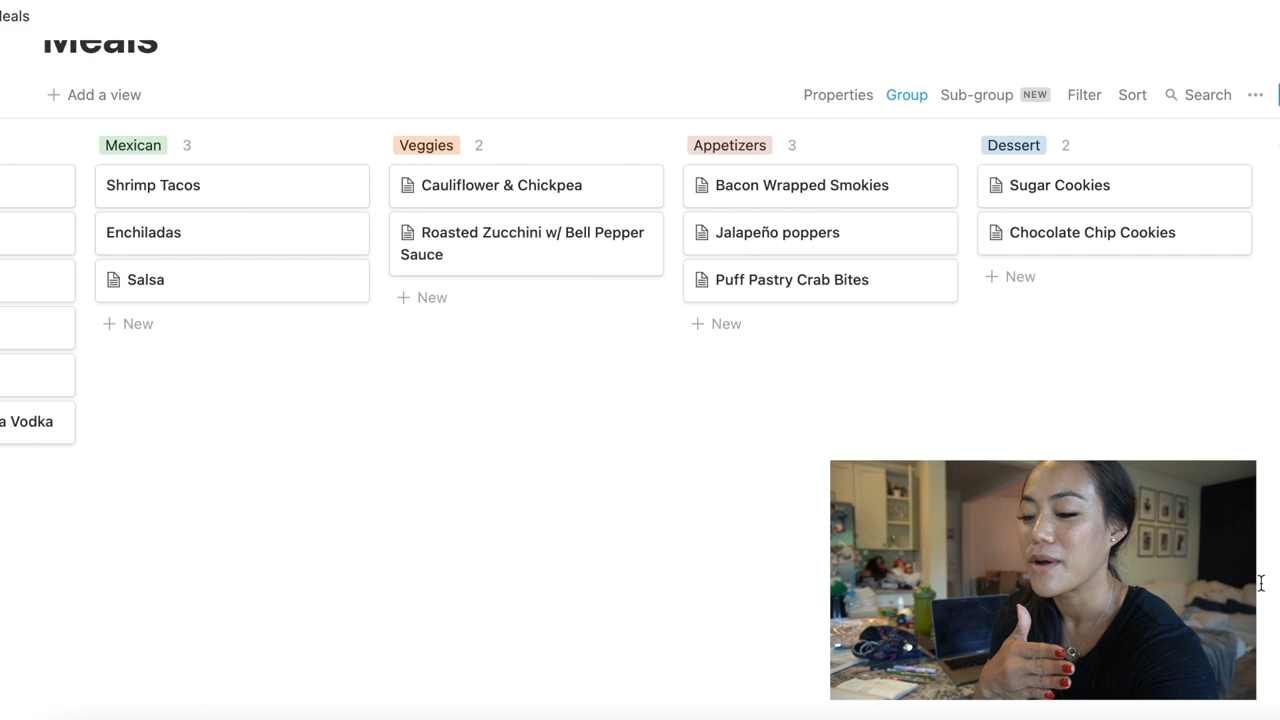 Meals
Meals
Add a view
Properties Group Sub-group NEW Filter Sort Search
Mexican 3
Shrimp Tacos
Enchiladas
Salsa
New
Veggies 2
Cauliflower & Chickpea
Roasted Zucchini w/ Bell Pepper
Sauce
New
Appetizers 3
Bacon Wrapped Smokies
Jalapeño poppers
Puff Pastry Crab Bites
New
Dessert 2
Sugar Cookies
Chocolate Chip Cookies
New
a Vodka